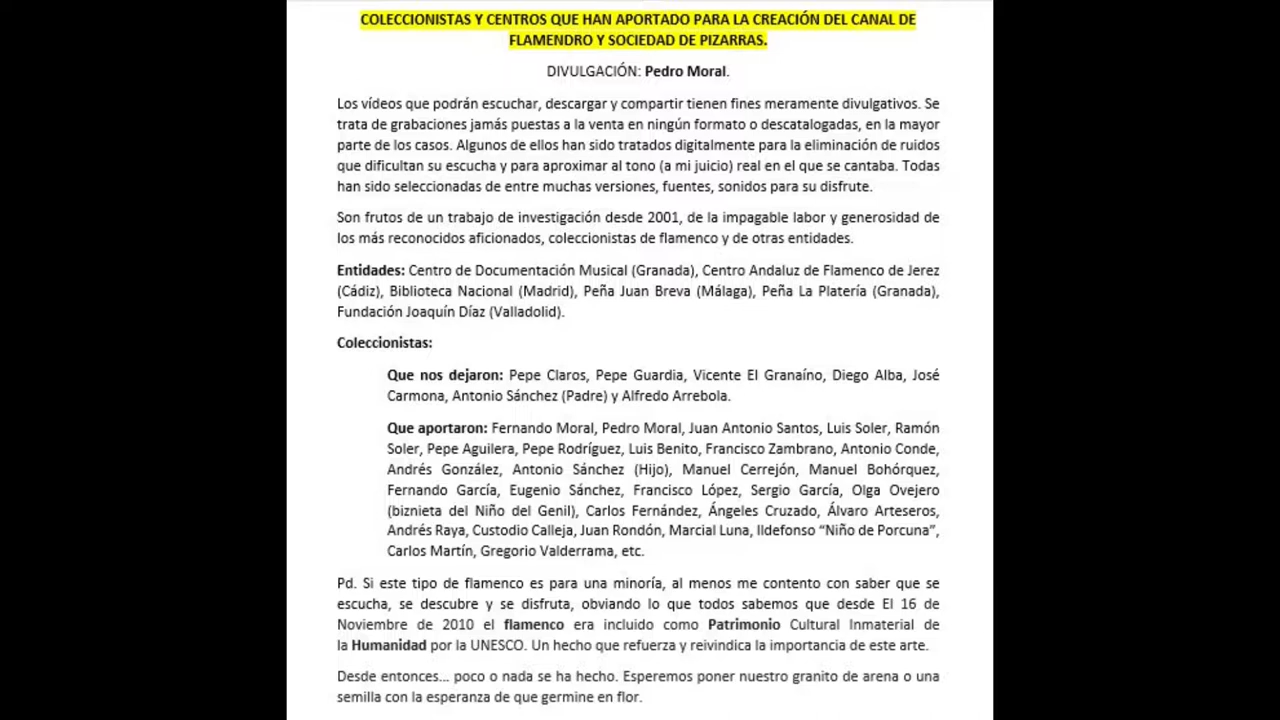 COLECCIONISTAS Y CENTROS QUE HAN APORTADO PARA LA CREACIÓN DEL CANAL DE
FLAMENDRO Y SOCIEDAD DE PIZARRAS.
DIVULGACIÓN: Pedro Moral.
Los vídeos que podrán escuchar, descargar y compartir tienen fines meramente divulgativos. Se
trata de grabaciones jamás puestas a la venta en ningún formato o descatalogadas, en la mayor
parte de los casos. Algunos de ellos han sido tratados digitalmente para la eliminación de ruidos
que dificultan su escucha y para aproximar al tono (a mi juicio) real en el que se cantaba. Todas
han sido seleccionadas de entre muchas versiones, fuentes, sonidos para su disfrute.
Son frutos de un trabajo de investigación desde 2001, de la impagable labor y generosidad de
los más reconocidos aficionados, coleccionistas de flamenco y de otras entidades.
Entidades: Centro de Documentación Musical (Granada), Centro Andaluz de Flamenco de Jerez
(Cádiz), Biblioteca Nacional (Madrid), Peña Juan Breva (Málaga), Peña La Platería (Granada),
Fundación Joaquín Díaz (Valladolid).
Coleccionistas:
Que nos dejaron: Pepe Claros, Pepe Guardia, Vicente El Granaíno, Diego Alba, José
Carmona, Antonio Sánchez (Padre) y Alfredo Arrebola.
Que aportaron: Fernando Moral, Pedro Moral, Juan Antonio Santos, Luis Soler, Ramón
Soler, Pepe Aguilera, Pepe Rodríguez, Luis Benito, Francisco Zambrano, Antonio Conde,
Andrés González, Antonio Sánchez (Hijo), Manuel Cerrejón, Manuel Bohórquez,
Fernando García, Eugenio Sánchez, Francisco López, Sergio García, Olga Ovejero
(biznieta del Niño del Genil), Carlos Fernández, Ángeles Cruzado, Álvaro Arteseros,
Andrés Raya, Custodio Calleja, Juan Rondón, Marcial Luna, Ildefonso “Niño de Porcuna”,
Carlos Martín, Gregorio Valderrama, etc.
Pd. Si este tipo de flamenco es para una minoría, al menos me contento con saber que se
escucha, se descubre y se disfruta, obviando lo que todos sabemos que desde El 16 de
Noviembre de 2010 el flamenco era incluido como Patrimonio Cultural Inmaterial de
la Humanidad por la UNESCO. Un hecho que refuerza y reivindica la importancia de este arte.
Desde entonces… poco o nada se ha hecho. Esperemos poner nuestro granito de arena o una
semilla con la esperanza de que germine en flor.